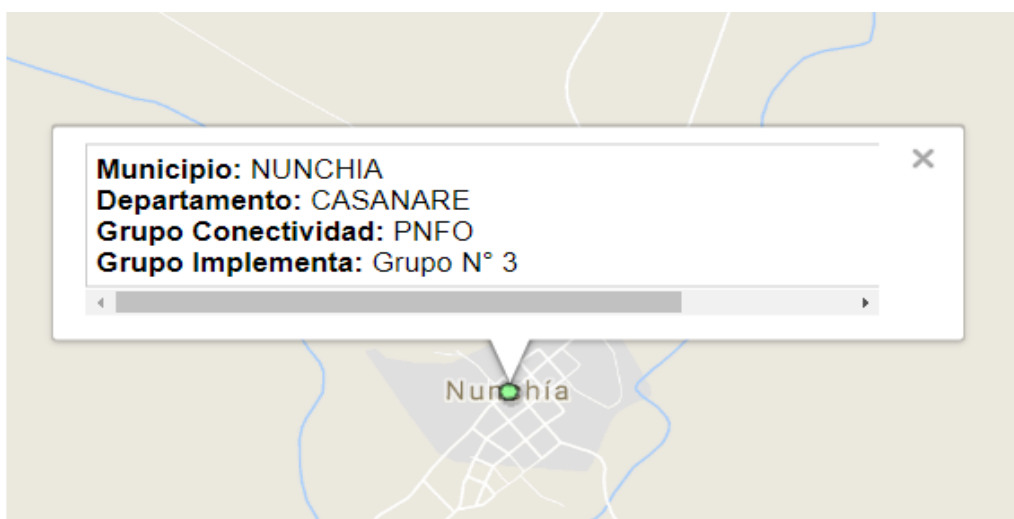 Municipio: NUNCHIA
Departamento: CASANARE
Grupo Conectividad: PNFO
Grupo Implementa: Grupo N° 3
Nunchía